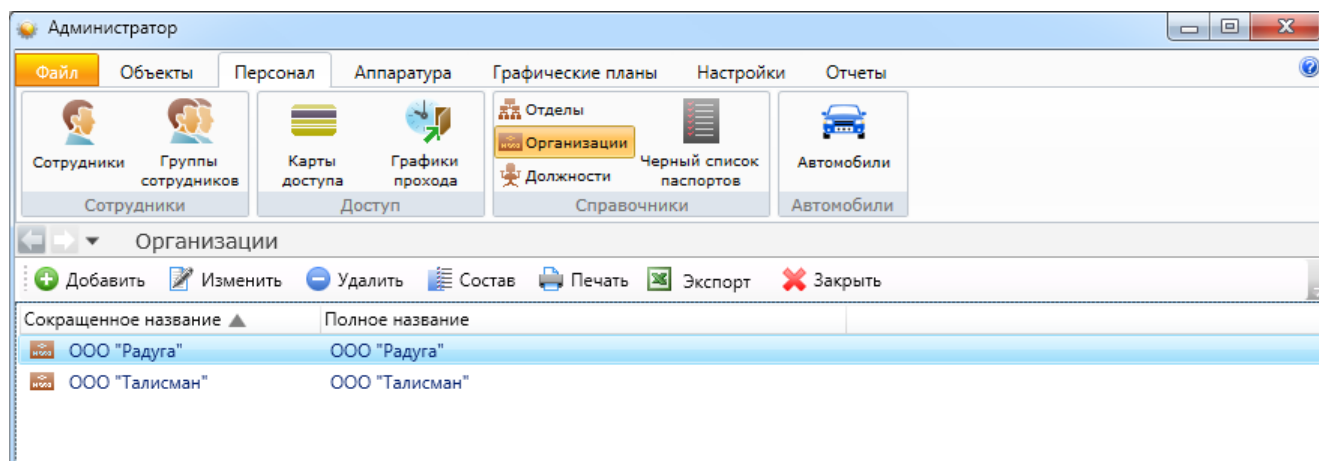 Администратор
Файл Объекты Персонал Аппаратура Графические планы Настройки Отчеты
Сотрудники
Группы
сотрудников
Сотрудники
Карты
доступа
Графики
прохода
Доступ
Отделы
Организации
Должности
Черный список
паспортов
Справочники
Автомобили
Автомобили
Организации
Добавить Изменить Удалить Состав Печать Экспорт Закрыть
Сокращенное название Полное название
ООО "Радуга" ООО "Радуга"
ООО "Талисман" ООО "Талисман"